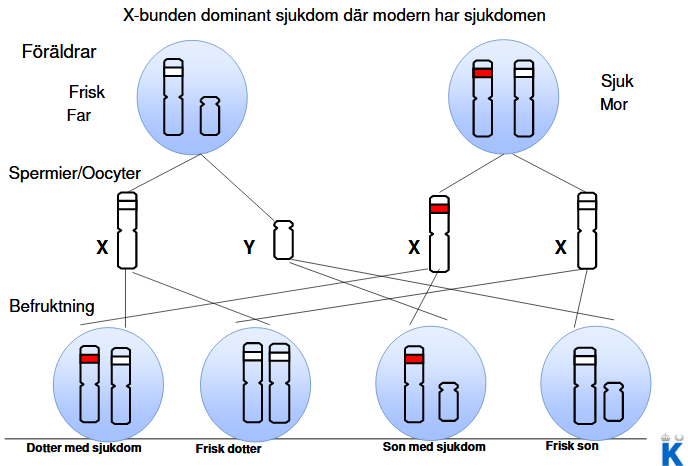 X-bunden dominant sjukdom där modern har sjukdomen
Föräldrar
Frisk
Far
Sjuk
Mor
Spermier/Oocyter
X
Y
X
X
Befruktning
Dotter med sjukdom
Frisk dotter
Son med sjukdom
Frisk son
K